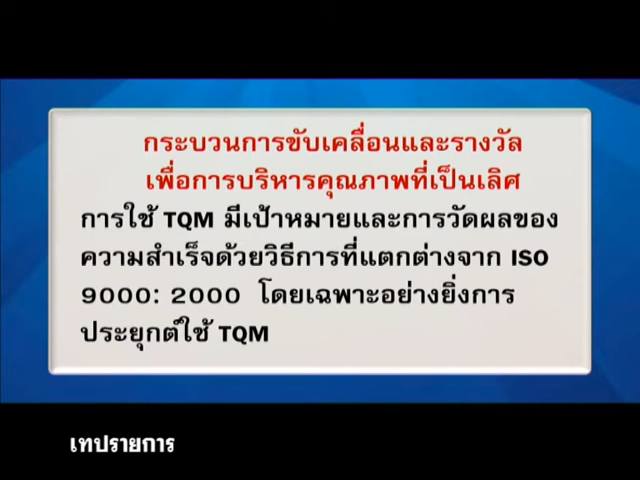 กระบวนการขับเคลื่อนและรางวัล
เพื่อการบริหารคุณภาพที่เป็นเลิศ
การใช้ TQM มีเป้าหมายและการวัดผลของ
ความสำเร็จด้วยวิธีการที่แตกต่างจาก ISO
9000: 2000 โดยเฉพาะอย่างยิ่งการ
ประยุกต์ใช้ TQM
เทปรายการ